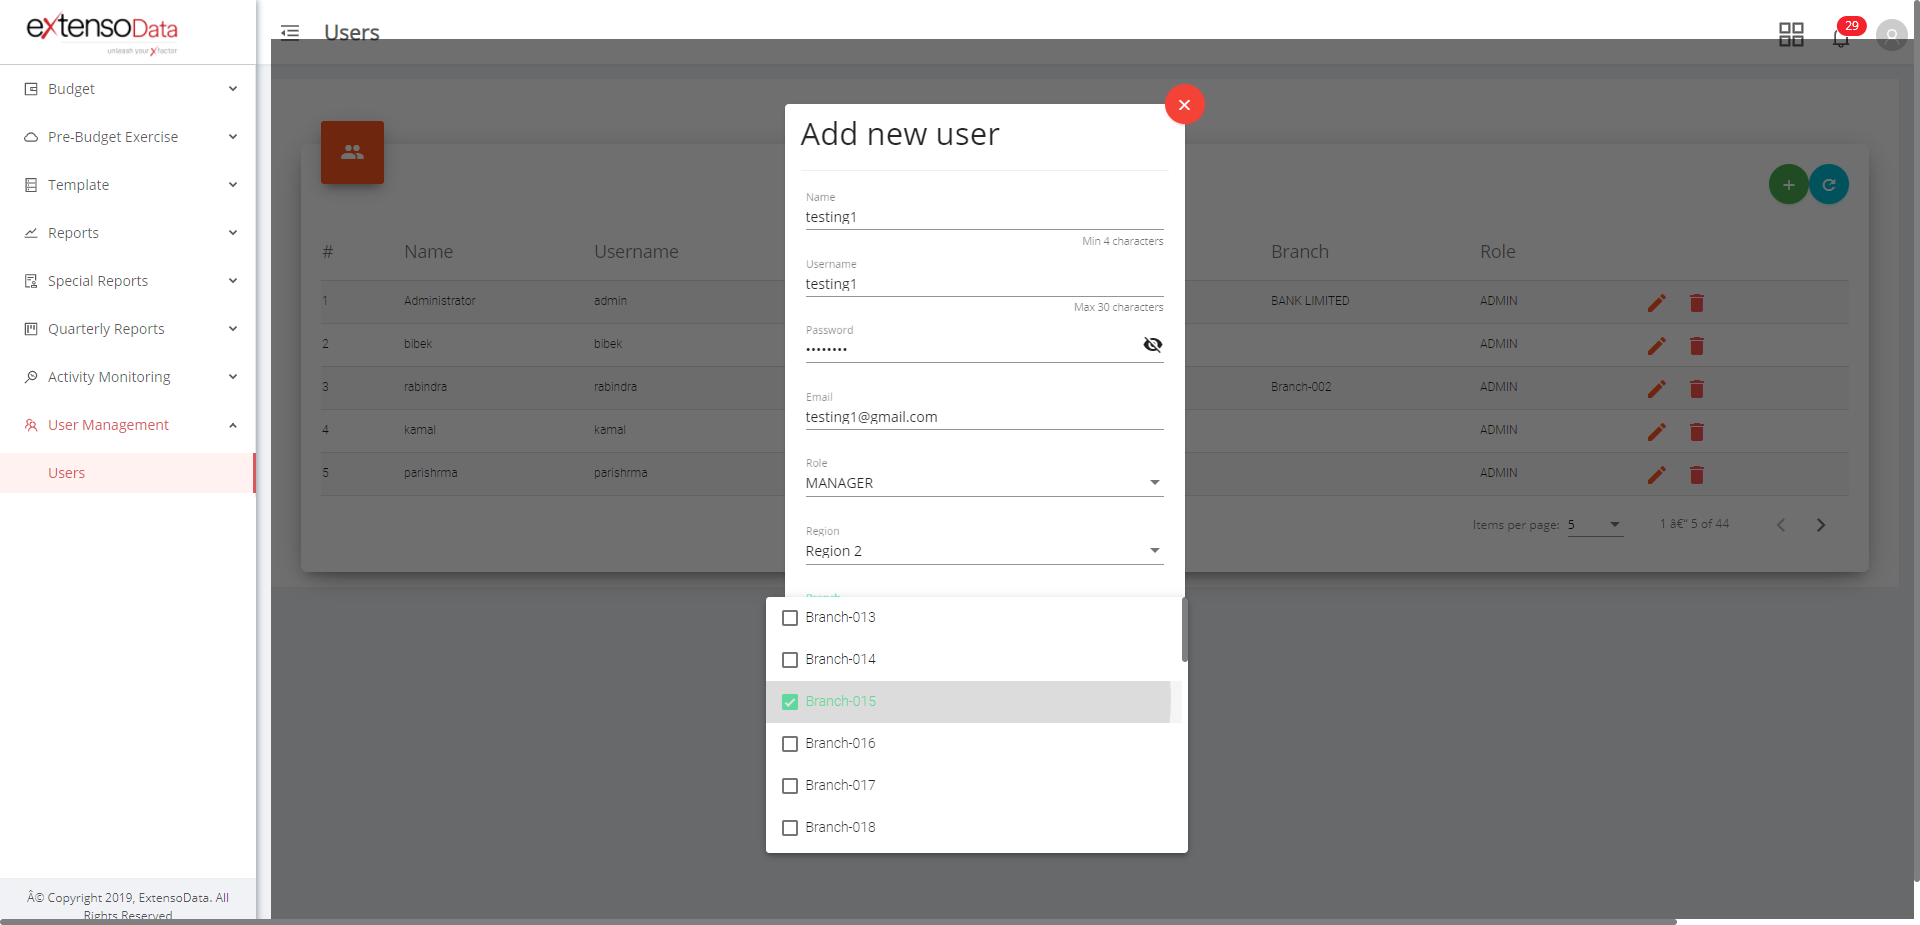 extensoData
unleash your Xfactor
Users
29
Budget
Pre-Budget Exercise
Template
Reports
Special Reports
Quarterly Reports
Activity Monitoring
User Management
Users
Â© Copyright 2019, ExtensoData. All
Rights Reserved
# Name Username Branch Role
1 Administrator admin BANK LIMITED ADMIN
2 bibek bibek ADMIN
3 rabindra rabindra Branch-002 ADMIN
4 kamal kamal ADMIN
5 parishrma parishrma ADMIN
Items per page: 5 1 â€“ 5 of 44
Add new user
Name
testing1
Min 4 characters
Username
testing1
Max 30 characters
Password
••••••••
Email
testing1@gmail.com
Role
MANAGER
Region
Region 2
Branch
Branch-013
Branch-014
Branch-015
Branch-016
Branch-017
Branch-018